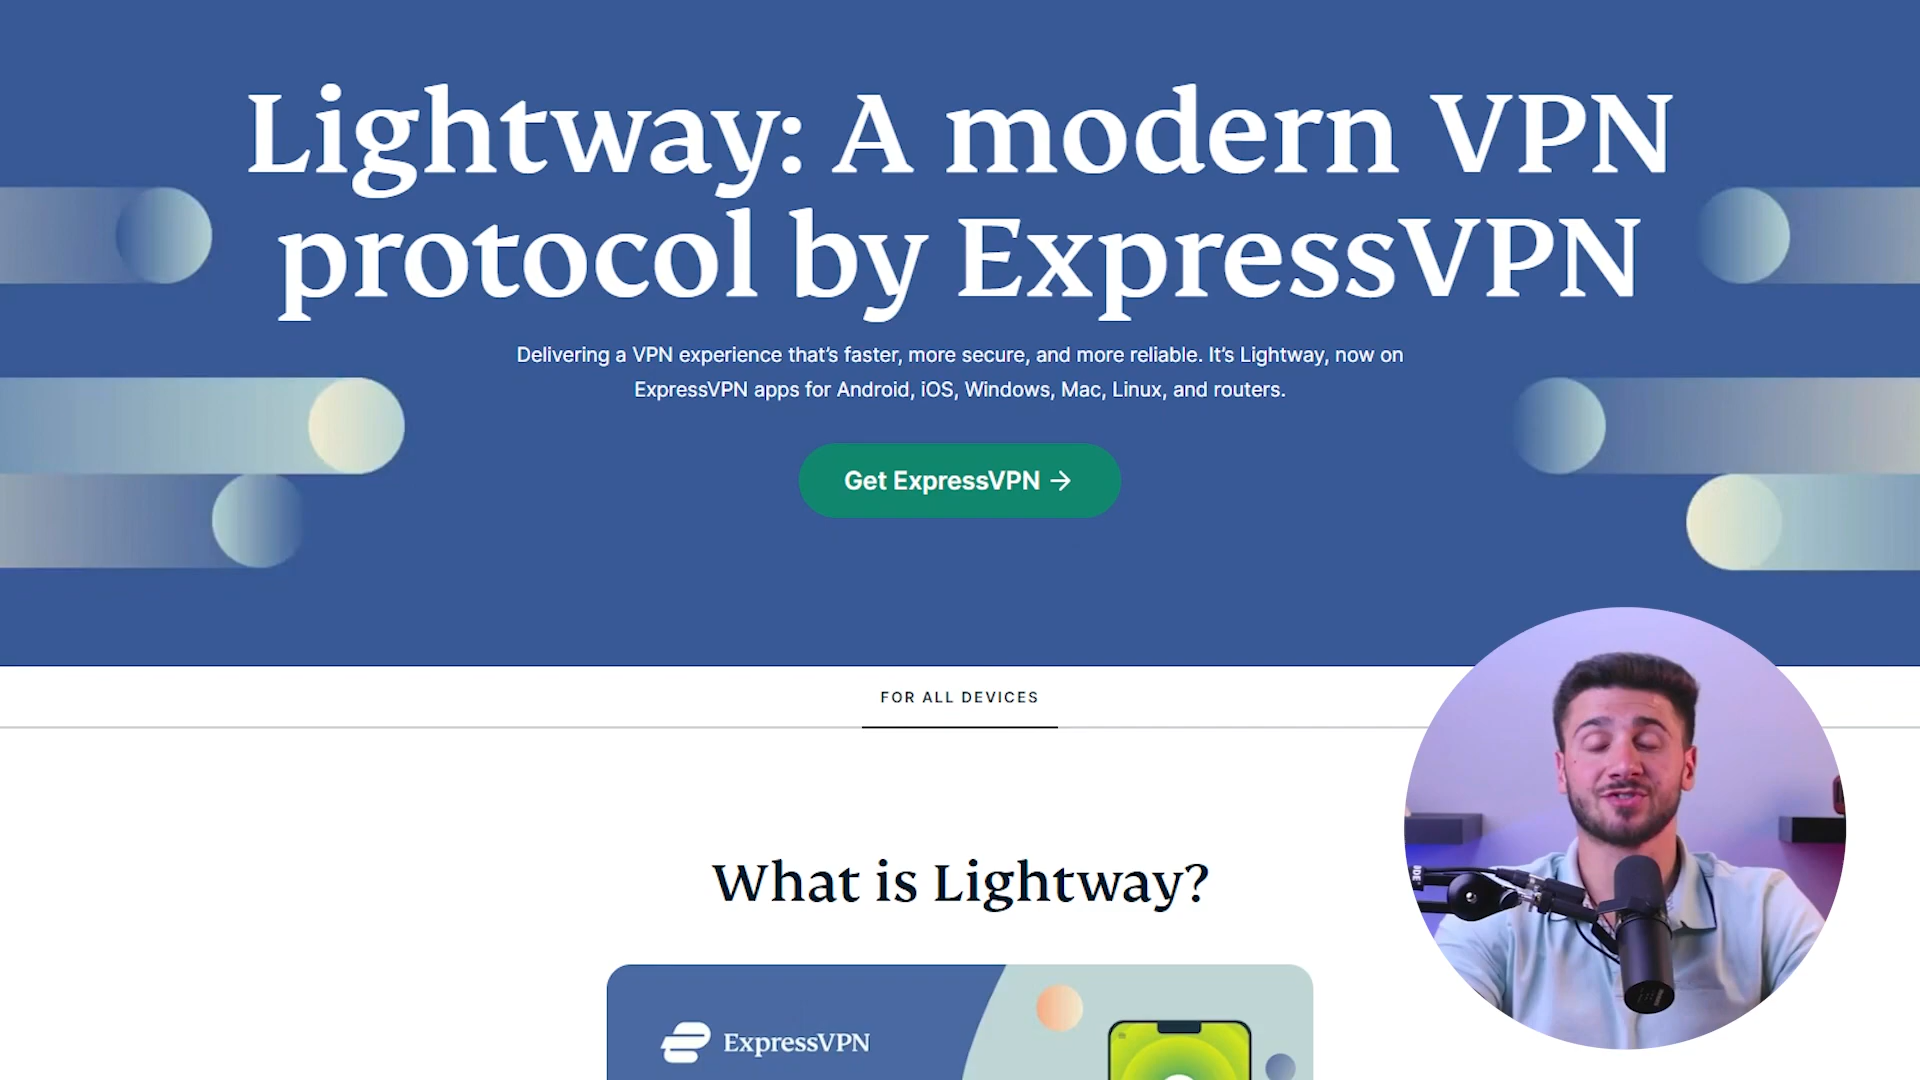 Lightway: A modern VPN
protocol by ExpressVPN
Delivering a VPN experience that’s faster, more secure, and more reliable. It’s Lightway, now on
ExpressVPN apps for Android, iOS, Windows, Mac, Linux, and routers.
Get ExpressVPN →
FOR ALL DEVICES
What is Lightway?
ExpressVPN